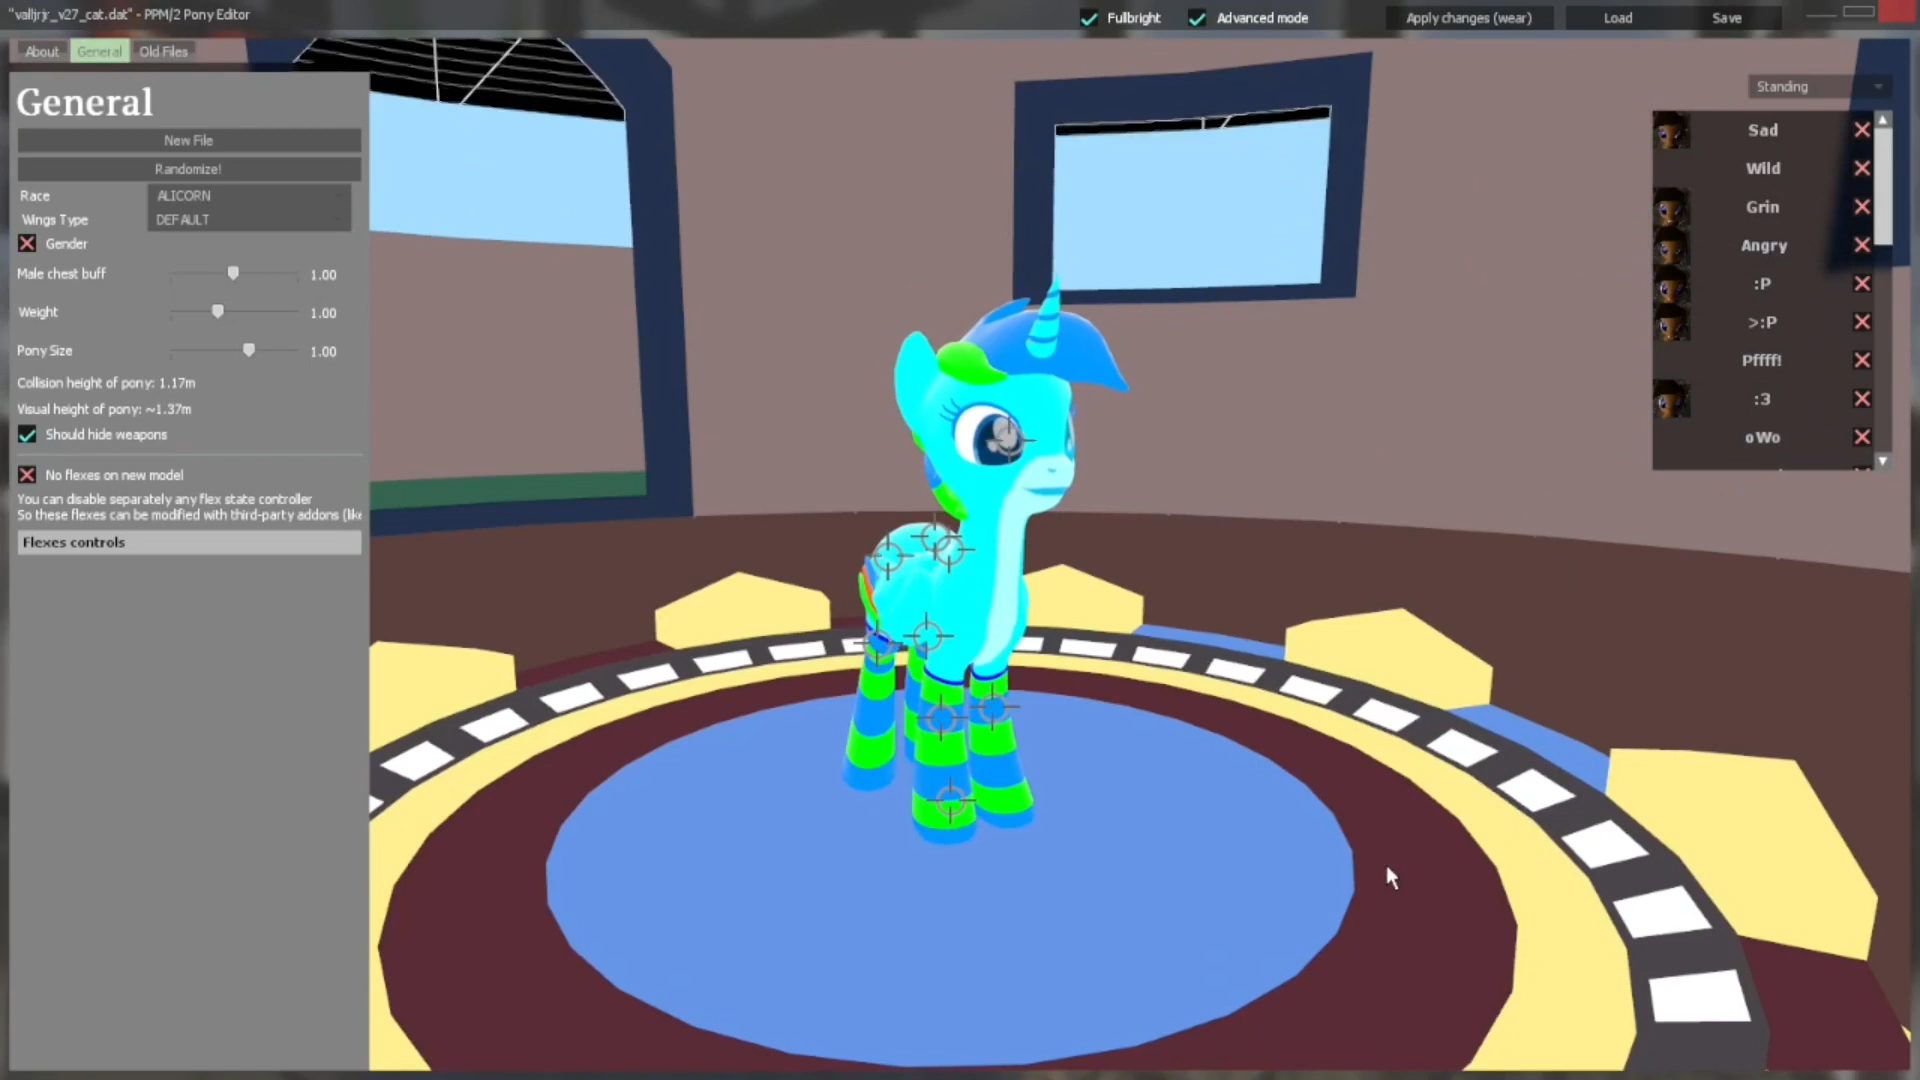 "valljrjr_v27_cat.dat" - PPM/2 Pony Editor
Fullbright
Advanced mode
Apply changes (wear)
Load
Save
About
General
Old Files
General
New File
Randomize!
Race
ALICORN
Wings Type
DEFAULT
Gender
Male chest buff
1.00
Weight
1.00
Pony Size
1.00
Collision height of pony: 1.17m
Visual height of pony: ~1.37m
Should hide weapons
No flexes on new model
You can disable separately any flex state controller
So these flexes can be modified with third-party addons (like
Flexes controls
Standing
Sad
Wild
Grin
Angry
:P
>:P
Pffff!
:3
oWo